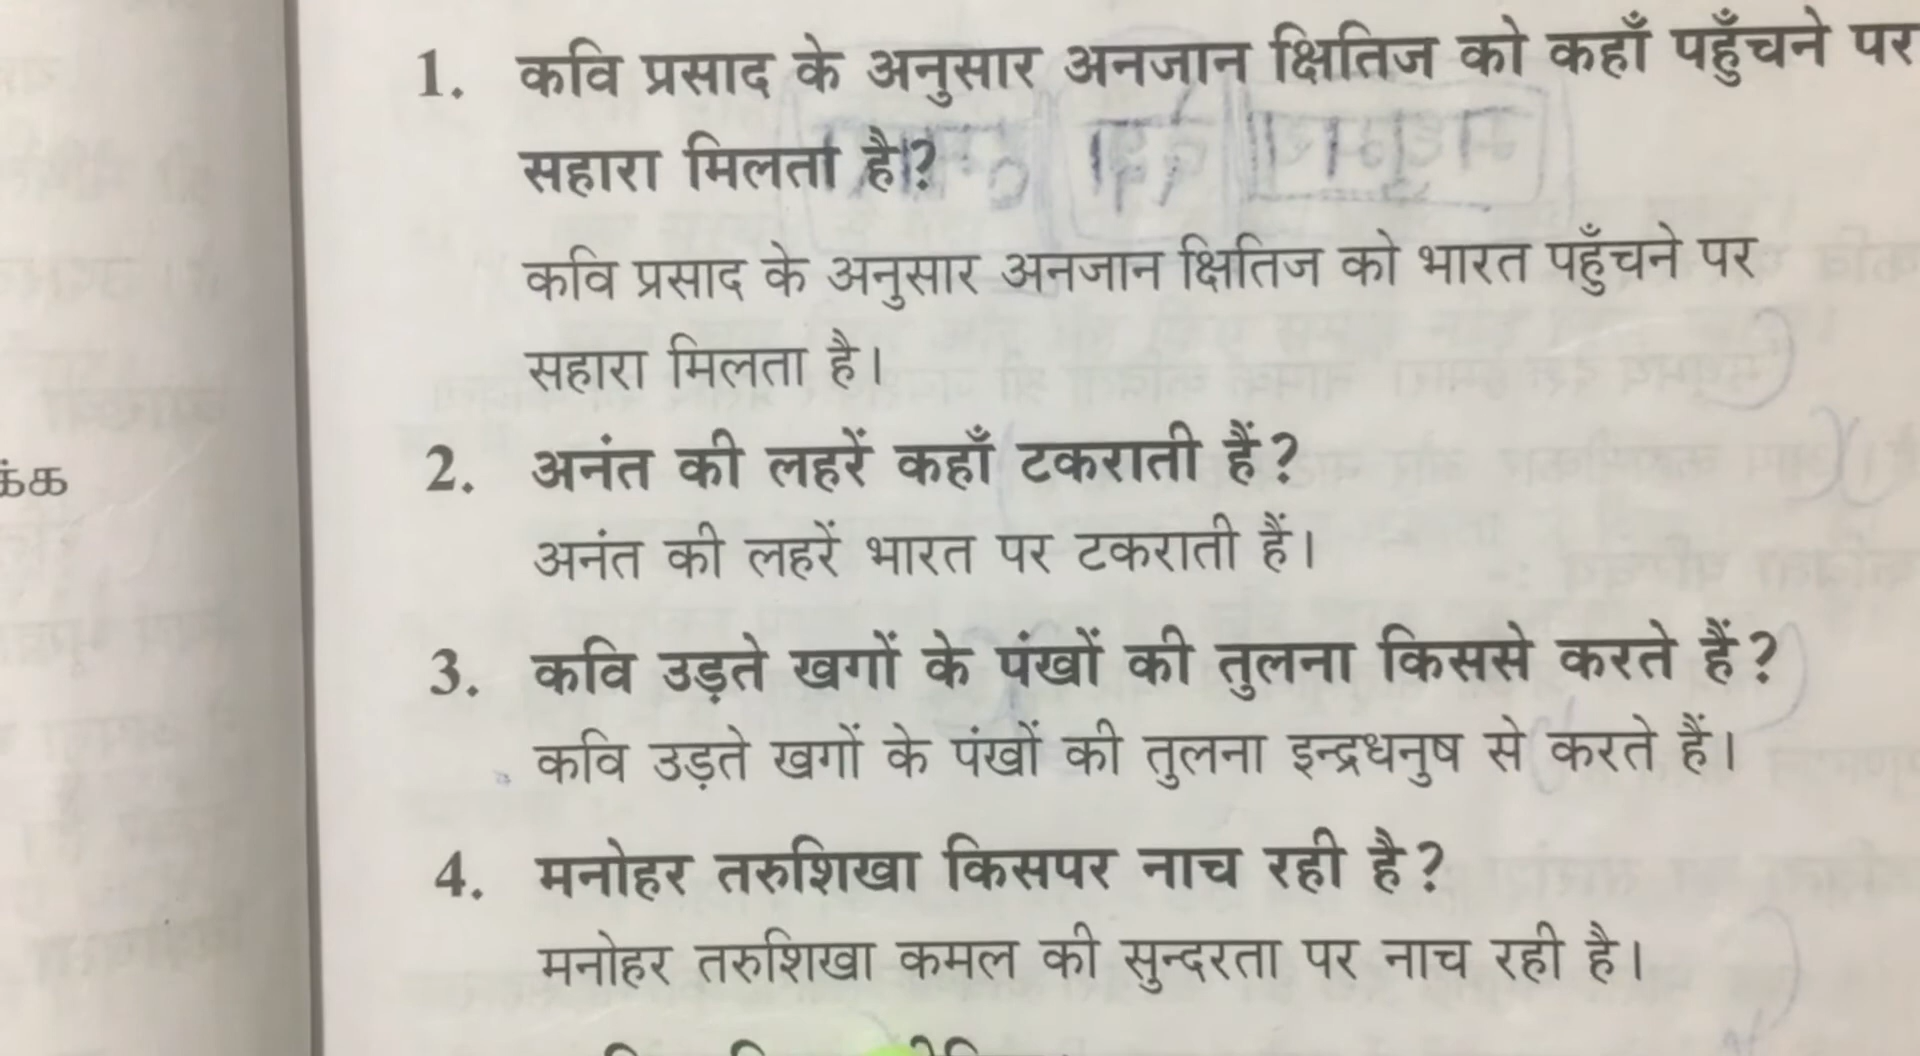 1. कवि प्रसाद के अनुसार अनजान क्षितिज को कहाँ पहुँचने पर
सहारा मिलता है?
कवि प्रसाद के अनुसार अनजान क्षितिज को भारत पहुँचने पर
सहारा मिलता है।
2. अनंत की लहरें कहाँ टकराती हैं?
अनंत की लहरें भारत पर टकराती हैं।
3. कवि उड़ते खगों के पंखों की तुलना किससे करते हैं?
कवि उड़ते खगों के पंखों की तुलना इन्द्रधनुष से करते हैं।
4. मनोहर तरुशिखा किसपर नाच रही है?
मनोहर तरुशिखा कमल की सुन्दरता पर नाच रही है।